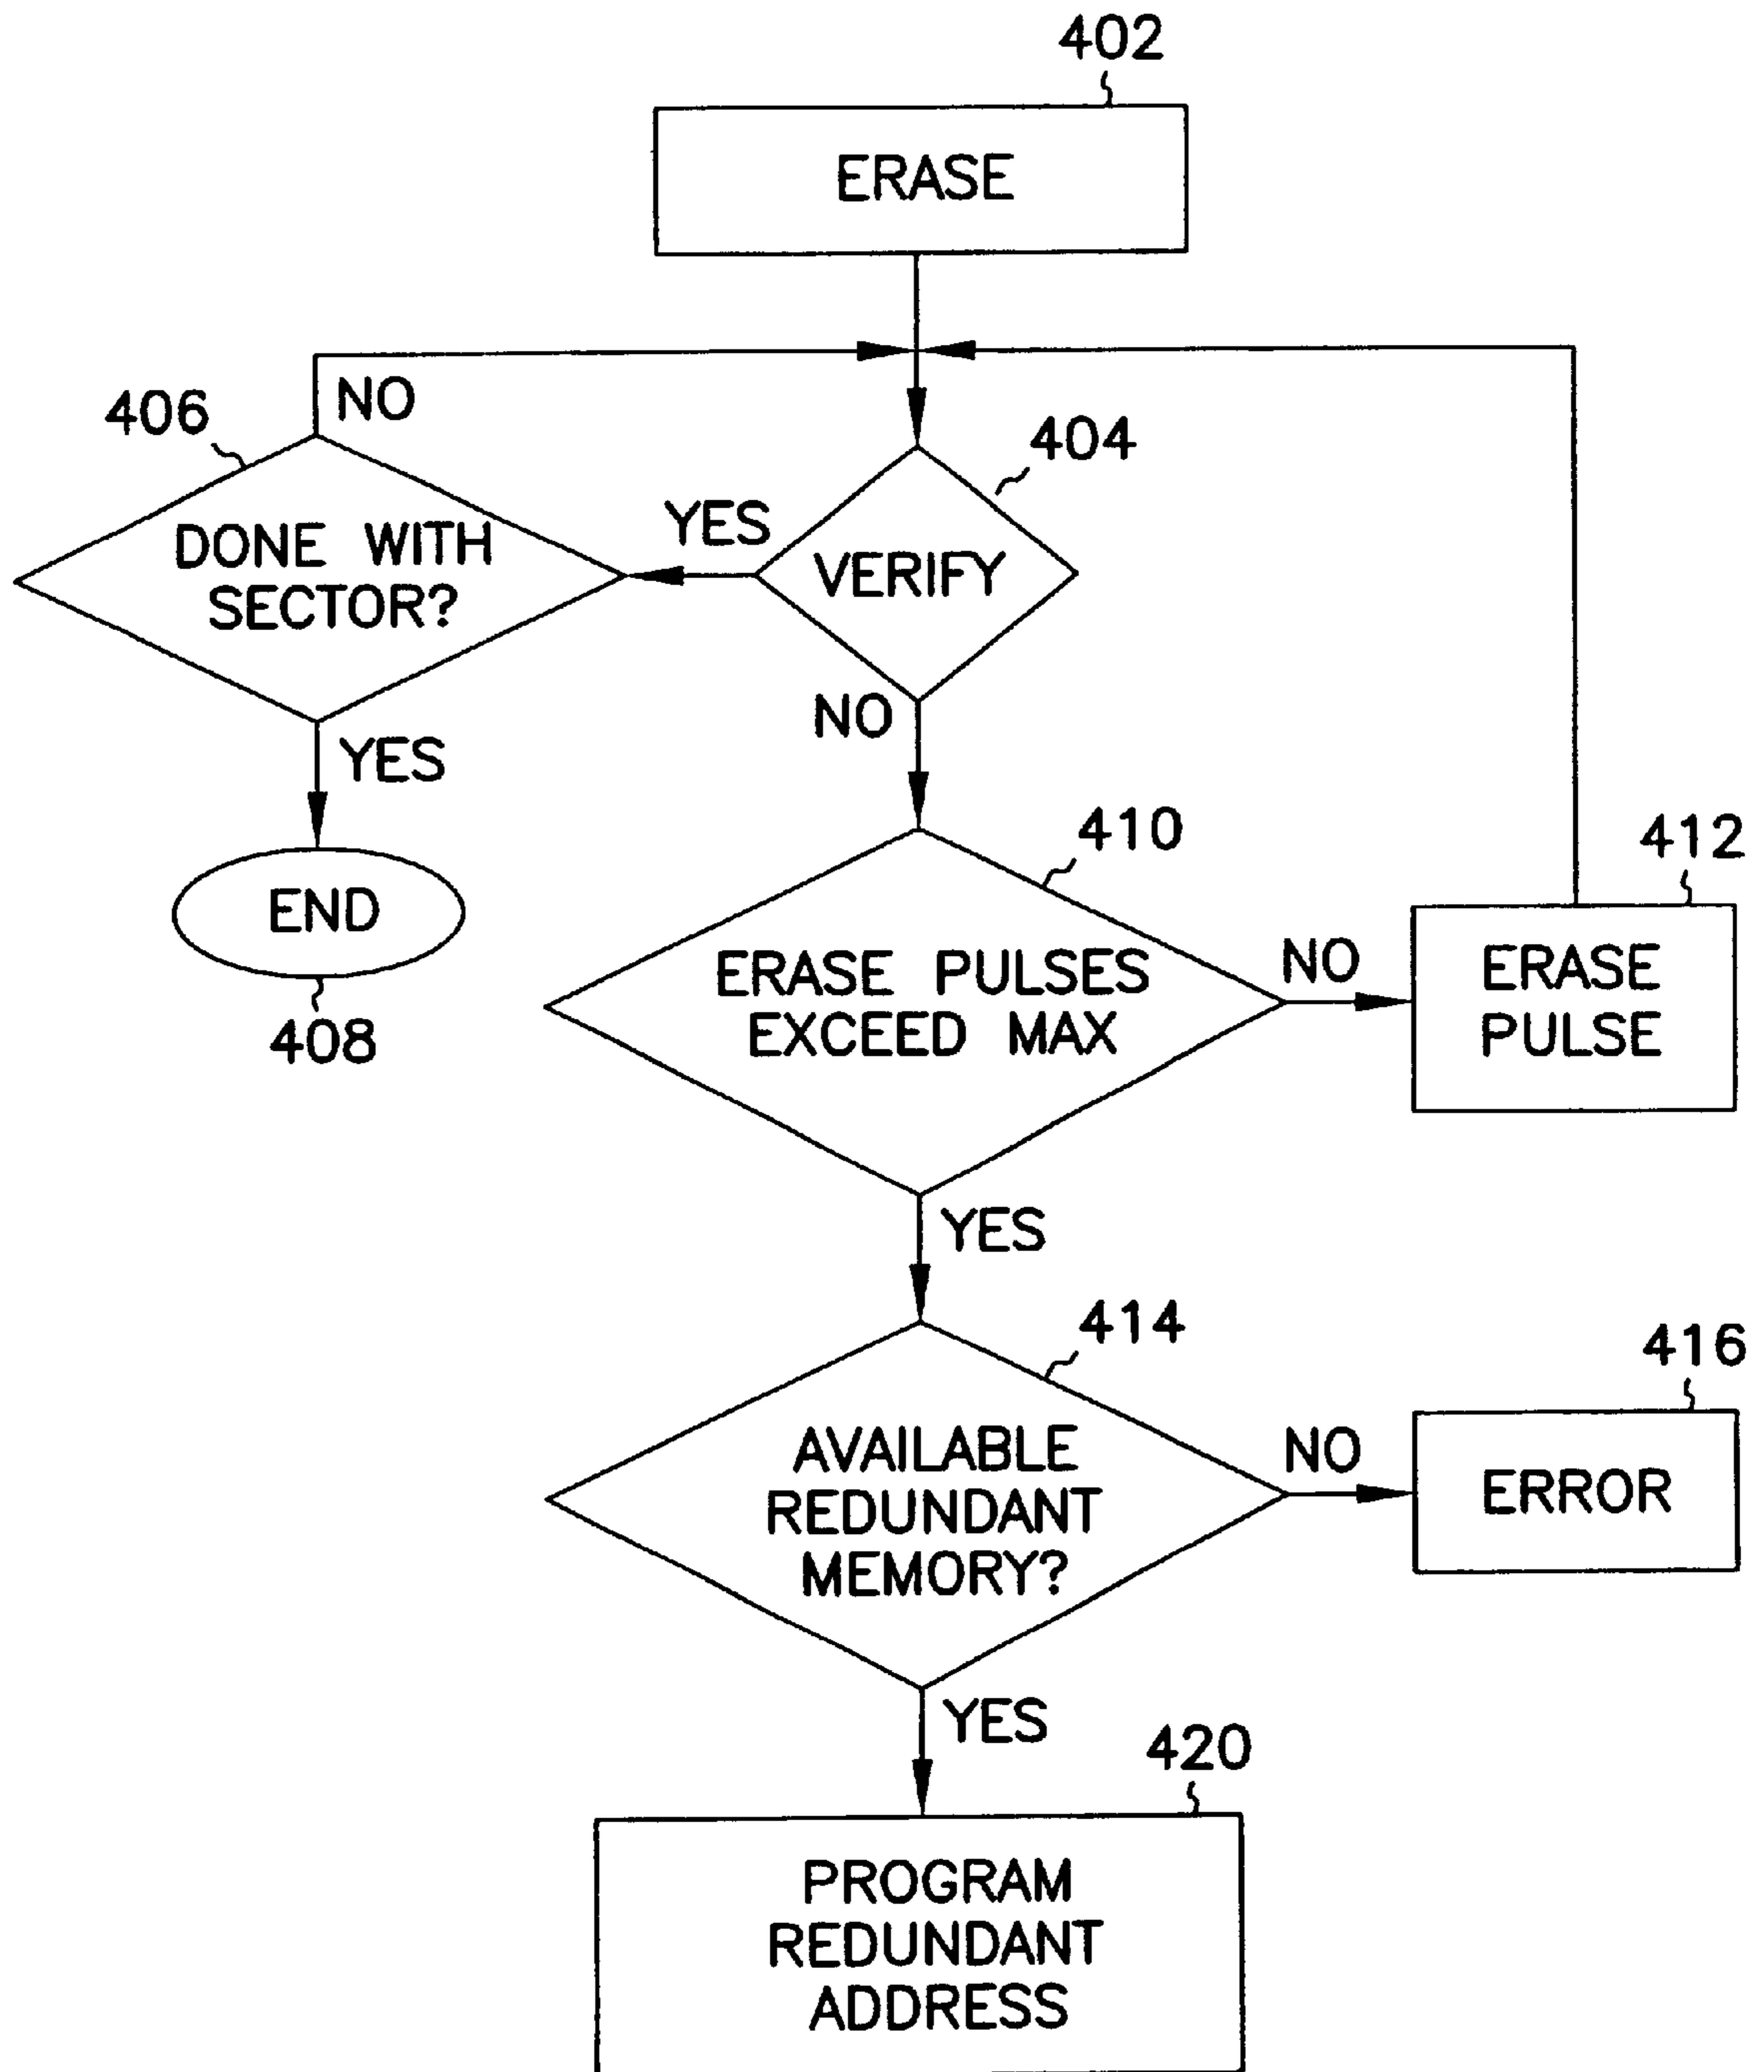 402
ERASE
406
NO
404
DONE WITH
SECTOR?
YES
VERIFY
NO
YES
END
408
410
412
ERASE PULSES
EXCEED MAX
NO
ERASE
PULSE
YES
414
416
AVAILABLE
REDUNDANT
MEMORY?
NO
ERROR
YES
420
PROGRAM
REDUNDANT
ADDRESS